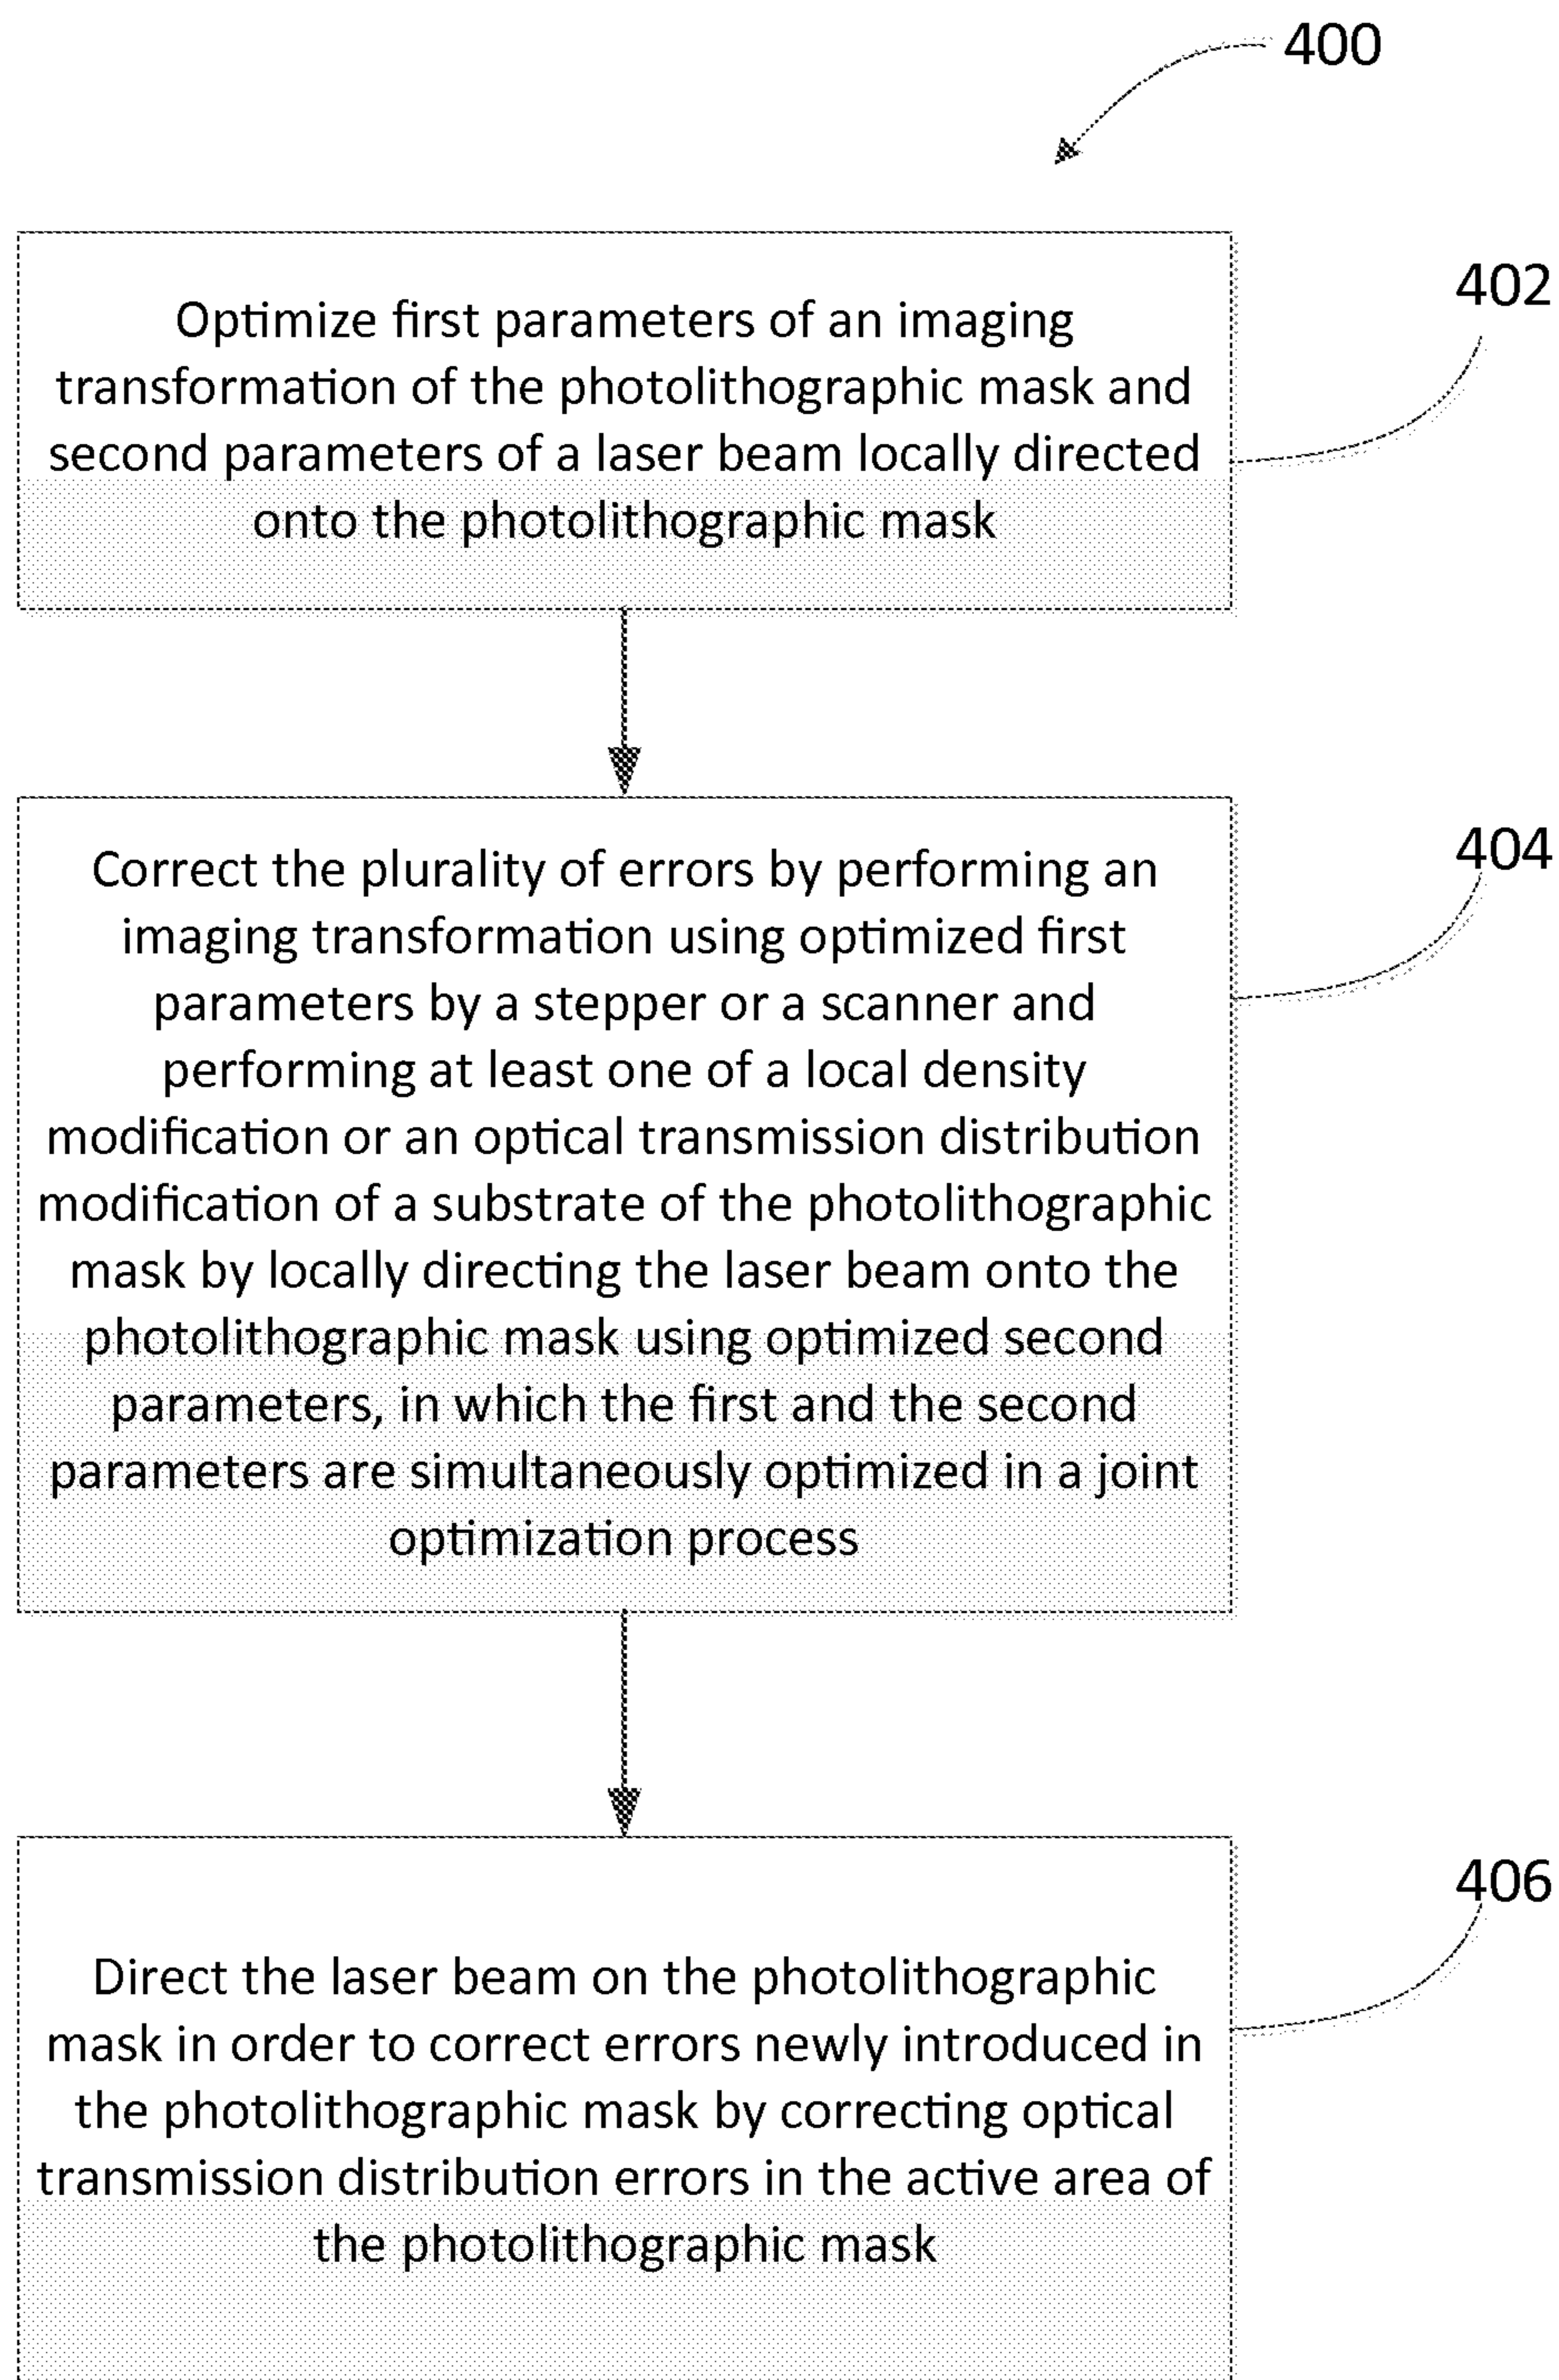 400
402
Optimize first parameters of an imaging
transformation of the photolithographic mask and
second parameters of a laser beam locally directed
onto the photolithographic mask
404
Correct the plurality of errors by performing an
imaging transformation using optimized first
parameters by a stepper or a scanner and
performing at least one of a local density
modification or an optical transmission distribution
modification of a substrate of the photolithographic
mask by locally directing the laser beam onto the
photolithographic mask using optimized second
parameters, in which the first and the second
parameters are simultaneously optimized in a joint
optimization process
406
Direct the laser beam on the photolithographic
mask in order to correct errors newly introduced in
the photolithographic mask by correcting optical
transmission distribution errors in the active area of
the photolithographic mask